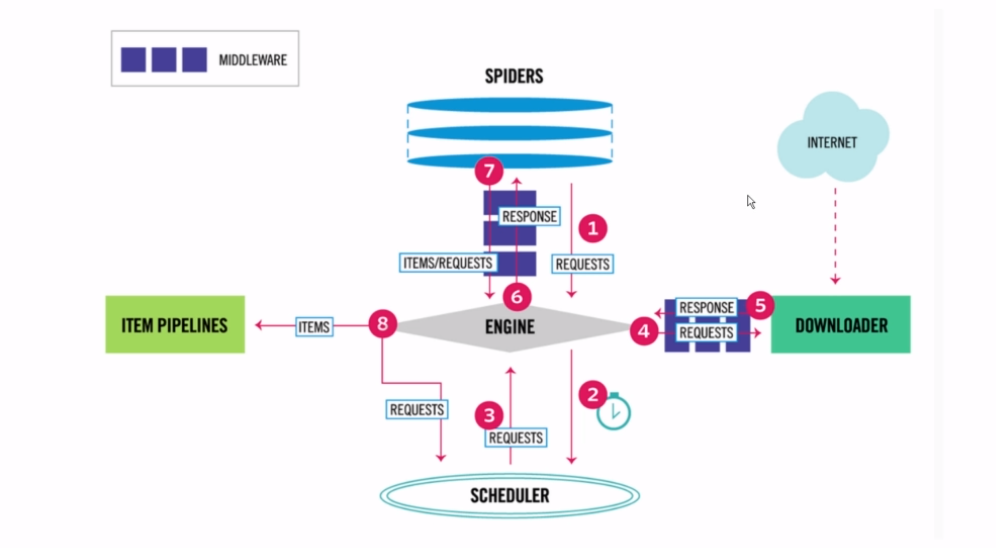 MIDDLEWARE
SPIDERS
INTERNET
7
RESPONSE
1
ITEMS/REQUESTS
REQUESTS
6
ITEM PIPELINES
ITEMS
8
ENGINE
4
RESPONSE
5
REQUESTS
DOWNLOADER
2
REQUESTS
3
REQUESTS
SCHEDULER